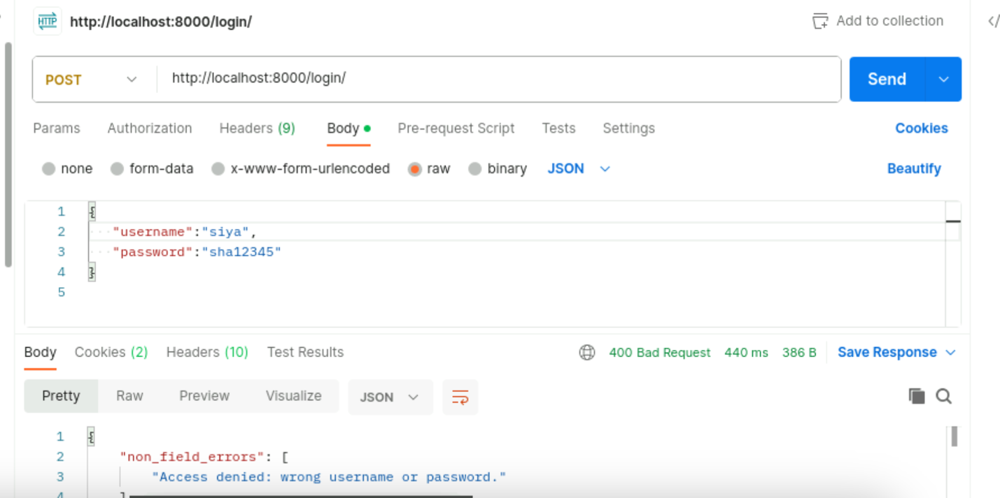 HTTP http://localhost:8000/login/ Add to collection </
POST http://localhost:8000/login/ Send
Params Authorization Headers (9) Body Pre-request Script Tests Settings Cookies
none form-data x-www-form-urlencoded raw binary JSON Beautify
1 {
2 "username":"siya",
3 "password":"sha12345"
4 }
5
Body Cookies (2) Headers (10) Test Results 400 Bad Request 440 ms 386 B Save Response
Pretty Raw Preview Visualize JSON
1 {
2 "non_field_errors": [
3 "Access denied: wrong username or password."
4 ]